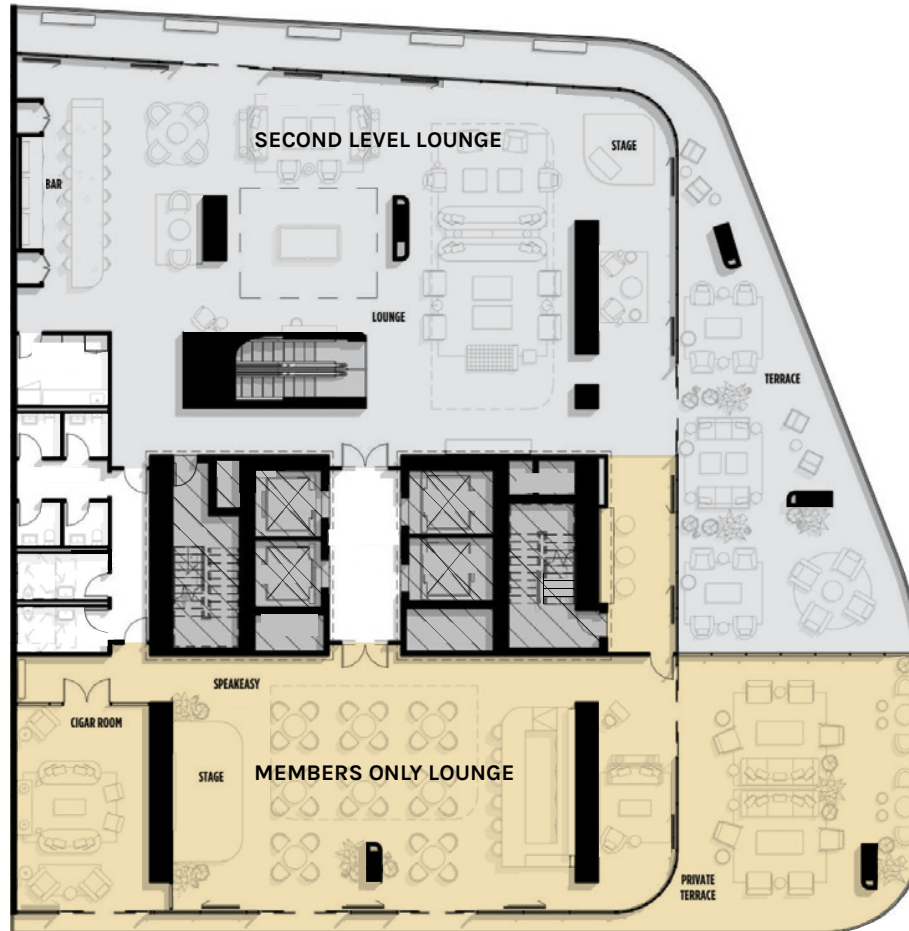 SECOND LEVEL LOUNGE
STAGE
BAR
LOUNGE
TERRACE
SPEAKEASY
CIGAR ROOM
STAGE
MEMBERS ONLY LOUNGE
PRIVATE
TERRACE